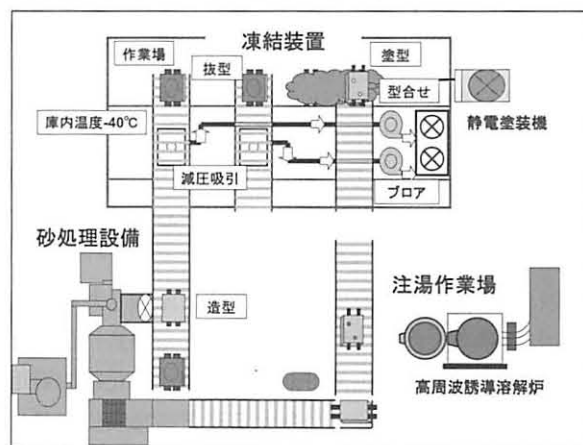 凍結装置
作業場
抜型
塗型
型合せ
静電塗装機
庫内温度-40℃
減圧吸引
ブロア
砂処理設備
造型
注湯作業場
高周波誘導溶解炉